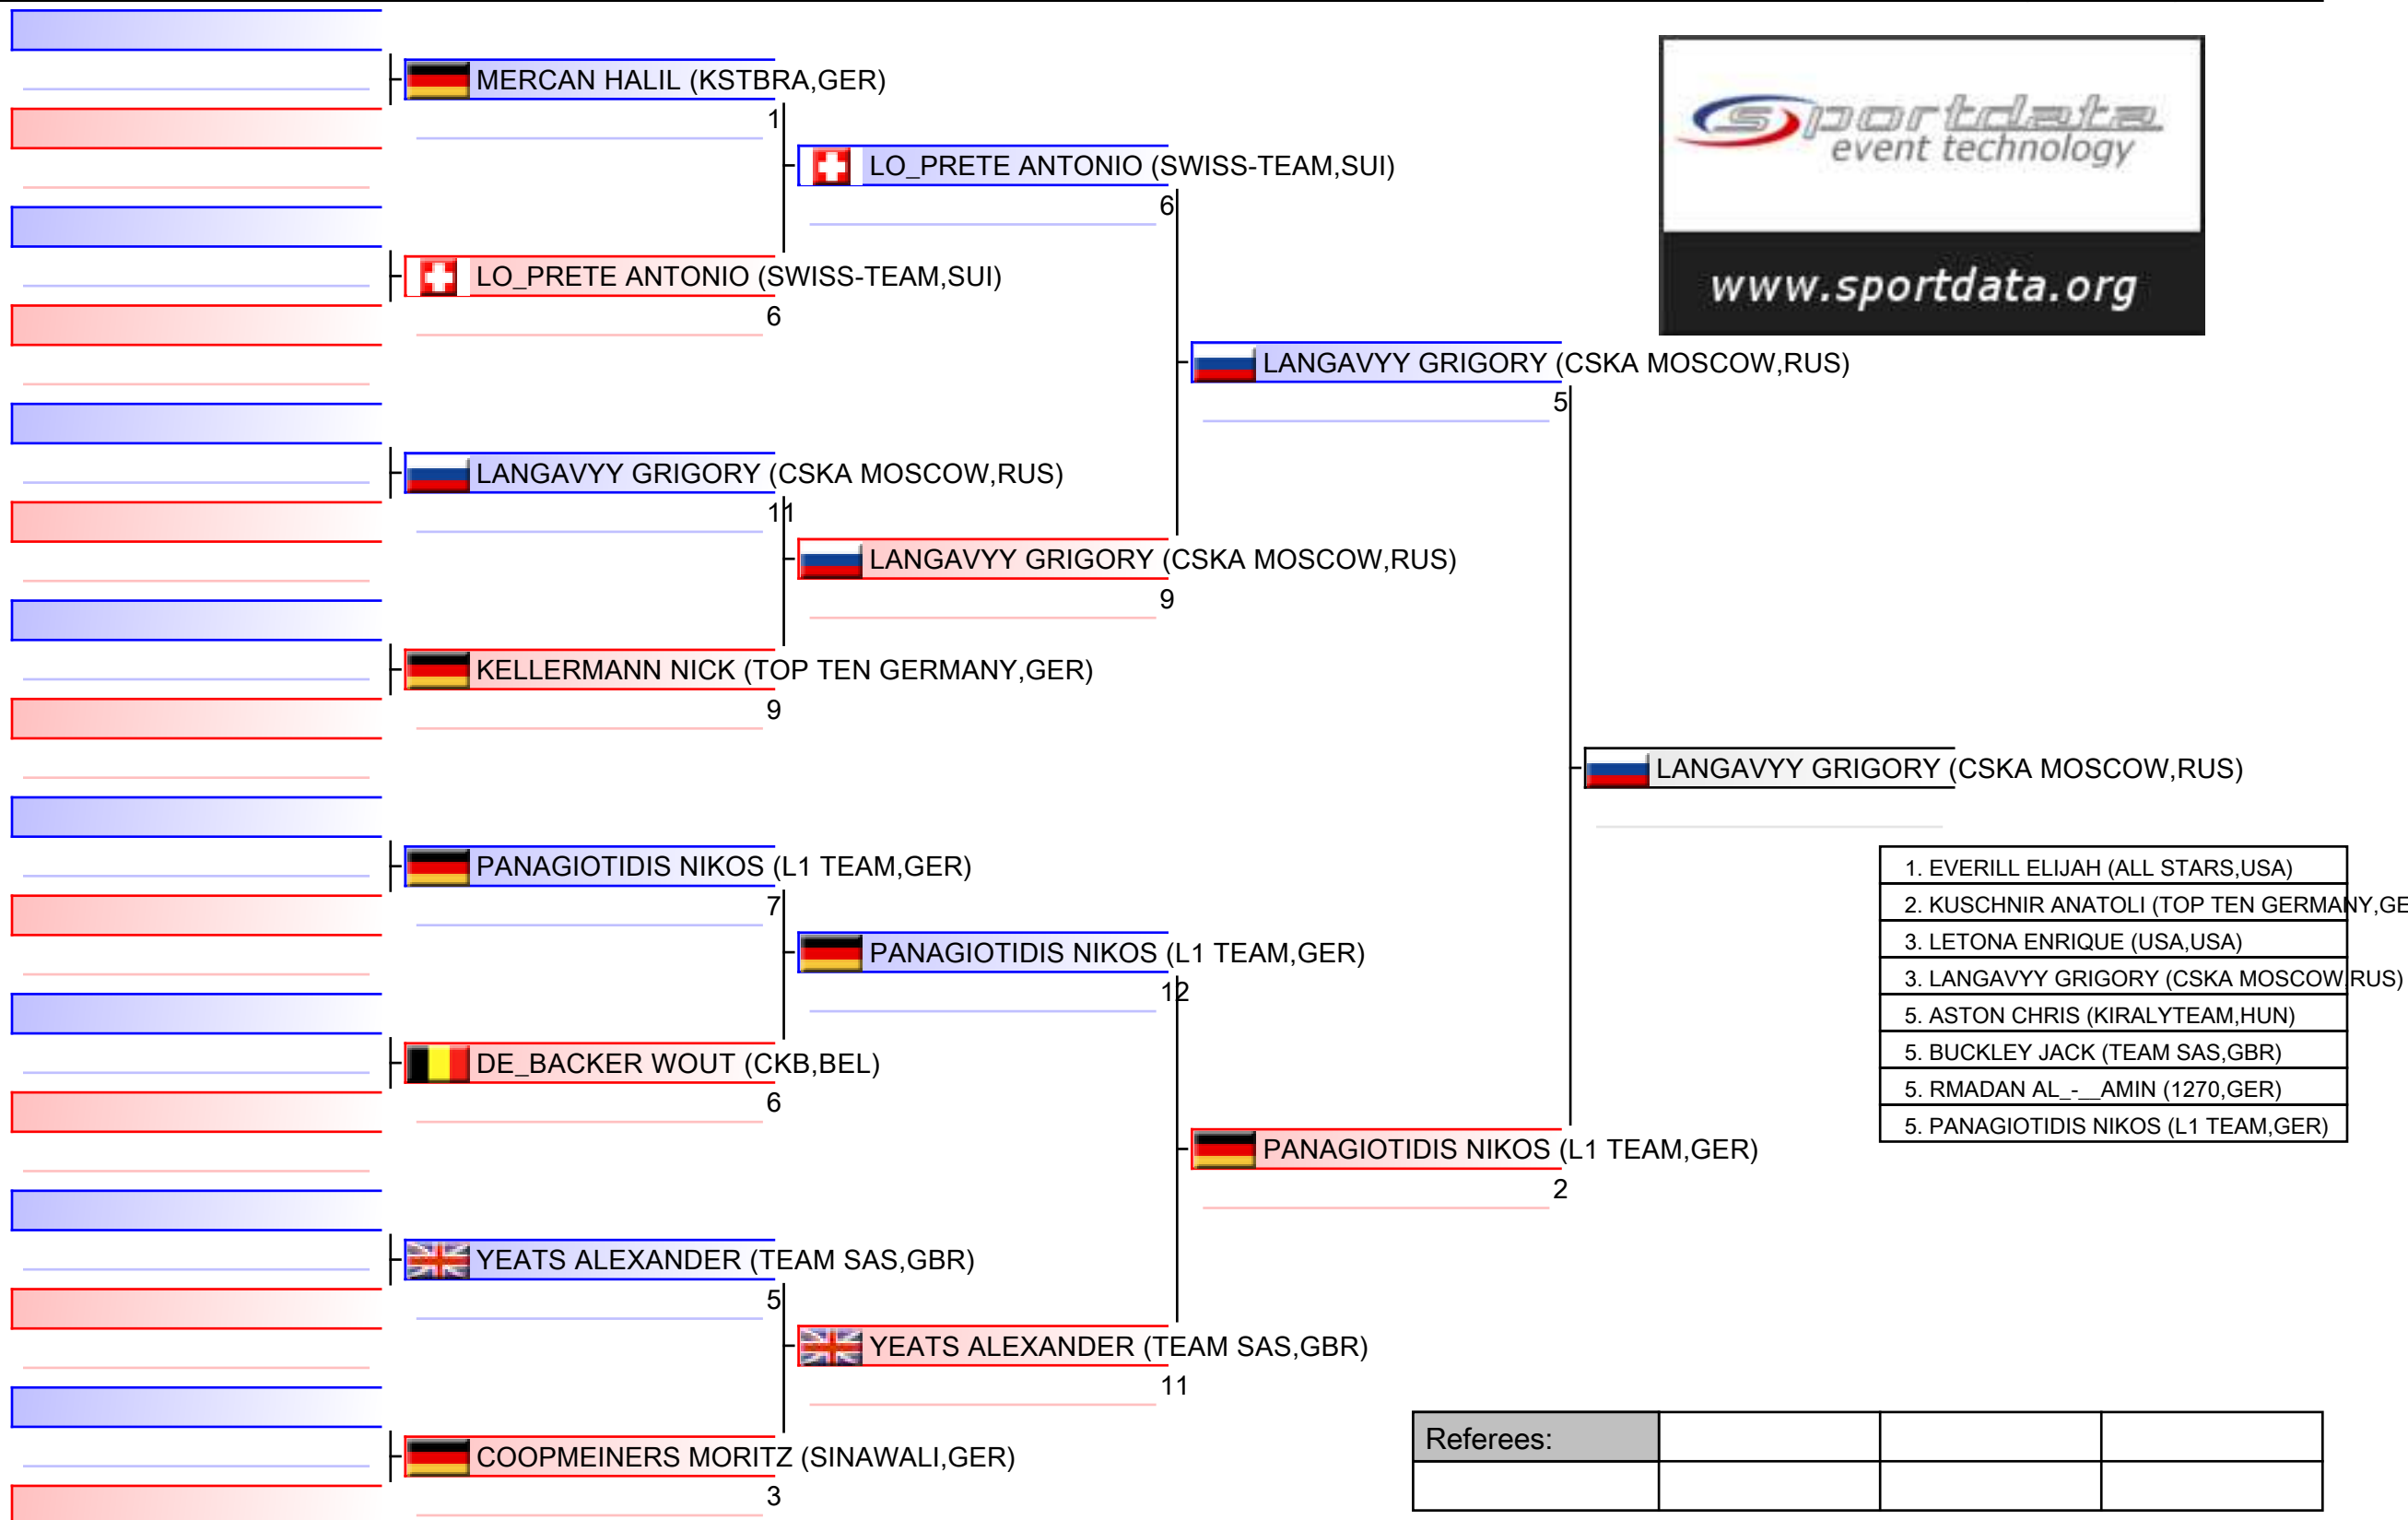 MERCAN HALIL (KSTBRA,GER)
1
LO_PRETE ANTONIO (SWISS-TEAM,SUI)
6
LO_PRETE ANTONIO (SWISS-TEAM,SUI)
6
LANGAVYY GRIGORY (CSKA MOSCOW,RUS)
5
LANGAVYY GRIGORY (CSKA MOSCOW,RUS)
11
LANGAVYY GRIGORY (CSKA MOSCOW,RUS)
9
KELLERMANN NICK (TOP TEN GERMANY,GER)
9
LANGAVYY GRIGORY (CSKA MOSCOW,RUS)
PANAGIOTIDIS NIKOS (L1 TEAM,GER)
7
PANAGIOTIDIS NIKOS (L1 TEAM,GER)
12
DE_BACKER WOUT (CKB,BEL)
6
PANAGIOTIDIS NIKOS (L1 TEAM,GER)
2
YEATS ALEXANDER (TEAM SAS,GBR)
5
YEATS ALEXANDER (TEAM SAS,GBR)
11
COOPMEINERS MORITZ (SINAWALI,GER)
3
sportdata
event technology
www.sportdata.org
1. EVERILL ELIJAH (ALL STARS,USA)
2. KUSCHNIR ANATOLI (TOP TEN GERMANY,GE
3. LETONA ENRIQUE (USA,USA)
3. LANGAVYY GRIGORY (CSKA MOSCOW,RUS)
5. ASTON CHRIS (KIRALYTEAM,HUN)
5. BUCKLEY JACK (TEAM SAS,GBR)
5. RMADAN AL_-__AMIN (1270,GER)
5. PANAGIOTIDIS NIKOS (L1 TEAM,GER)
Referees: